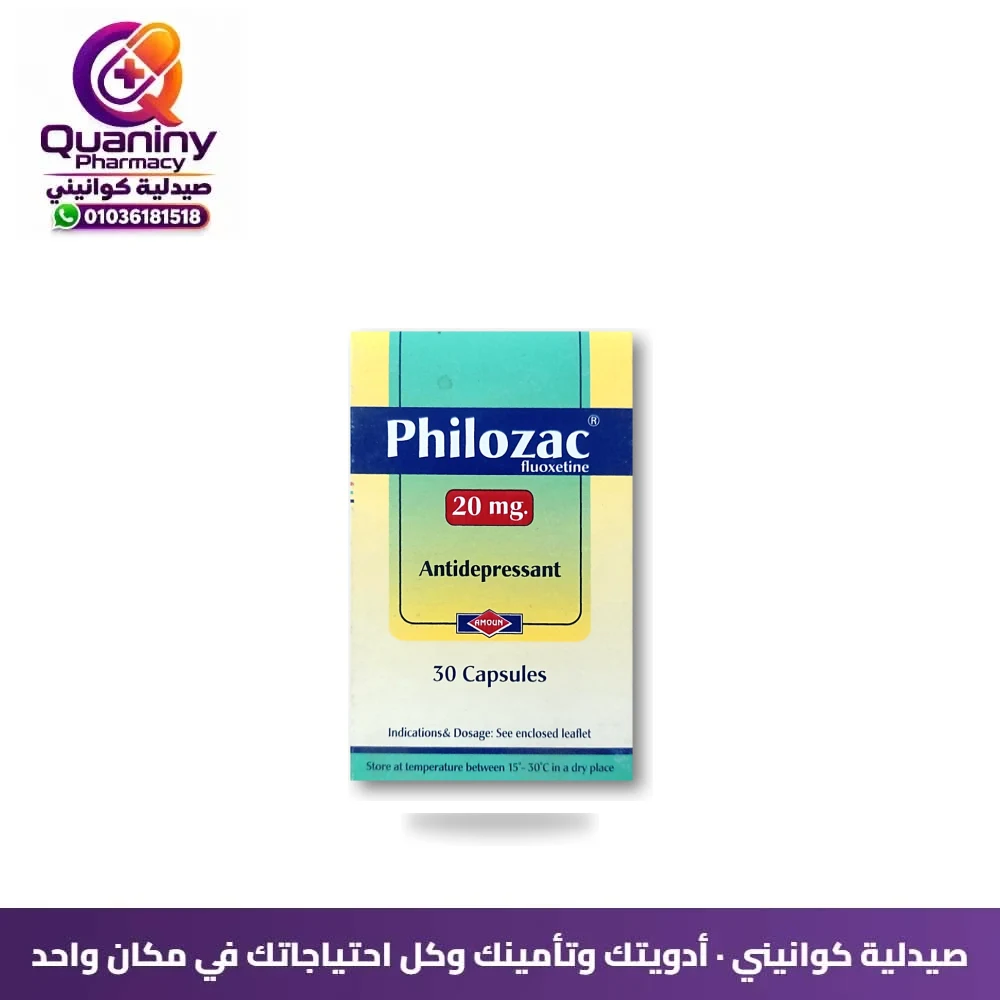 Quaniny
Pharmacy
صيدلية كوانيني
01036181518
Philozac®
fluoxetine
20 mg.
Antidepressant
AMOUN
30 Capsules
Indications& Dosage: See enclosed leaflet
Store at temperature between 15°- 30°C in a dry place
صيدلية كوانيني · أدويتك وتأمينك وكل احتياجاتك في مكان واحد